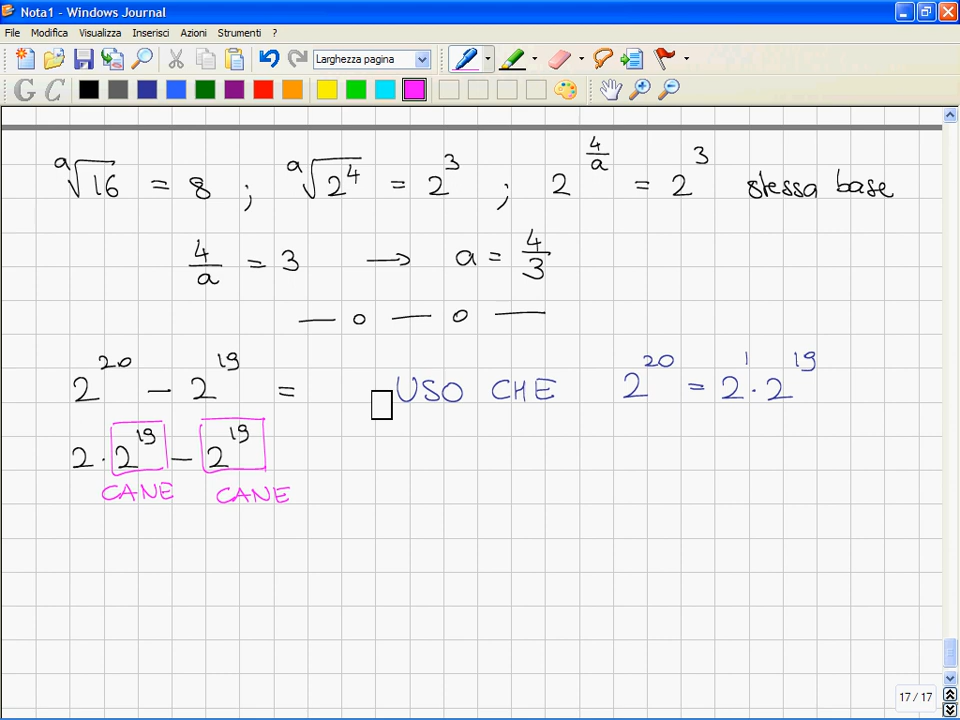 Nota1 - Windows Journal
File Modifica Visualizza Inserisci Azioni Strumenti ?
Larghezza pagina
G C
ᵃ√16 = 8 ; ᵃ√2⁴ = 2³ ; 2^(4/a) = 2³ stessa base
4/a = 3 → a = 4/3
— o — o —
2²⁰ − 2¹⁹ = USO CHE 2²⁰ = 2¹ · 2¹⁹
2 · 2¹⁹ − 2¹⁹
CANE CANE
17 / 17